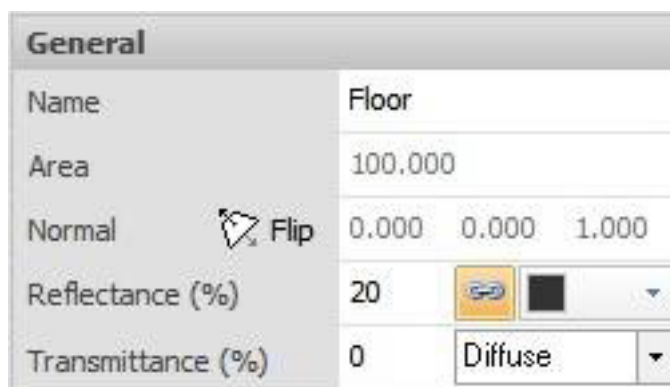 General
Name Floor
Area 100.000
Normal Flip 0.000 0.000 1.000
Reflectance (%) 20
Transmittance (%) 0 Diffuse